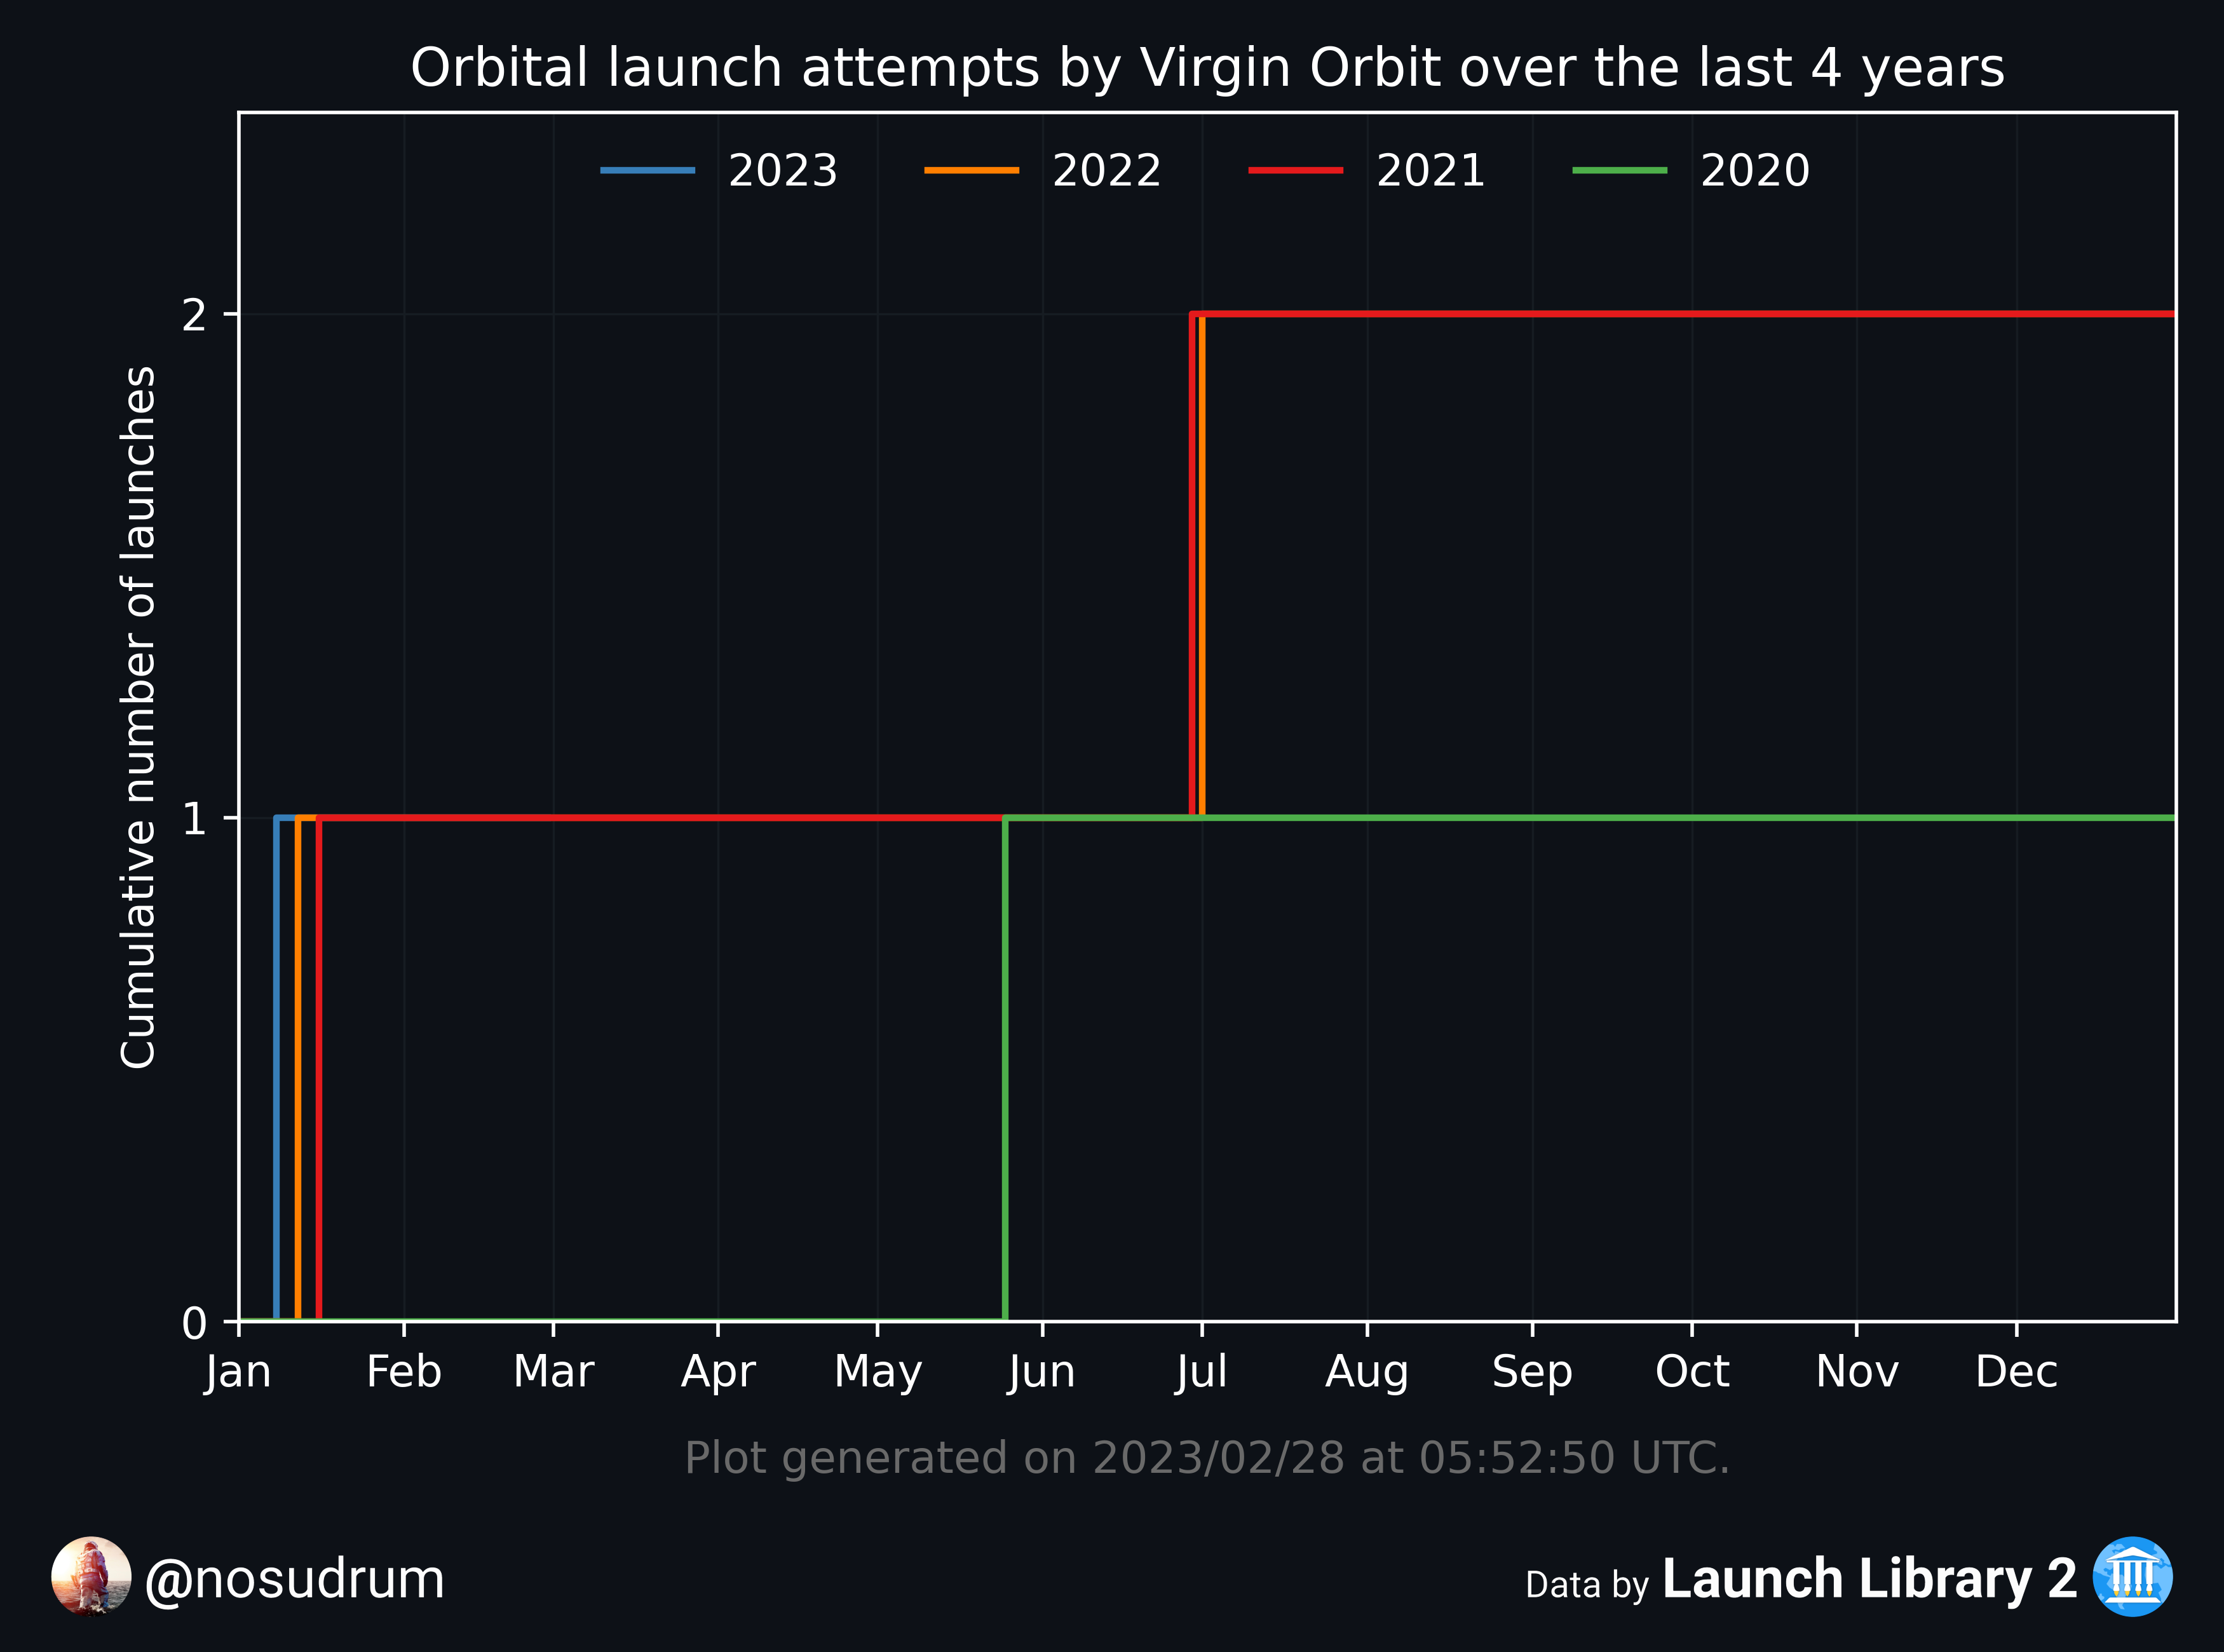 Orbital launch attempts by Virgin Orbit over the last 4 years
2023 2022 2021 2020
Cumulative number of launches
2
1
0
Jan Feb Mar Apr May Jun Jul Aug Sep Oct Nov Dec
Plot generated on 2023/02/28 at 05:52:50 UTC.
@nosudrum
Data by Launch Library 2